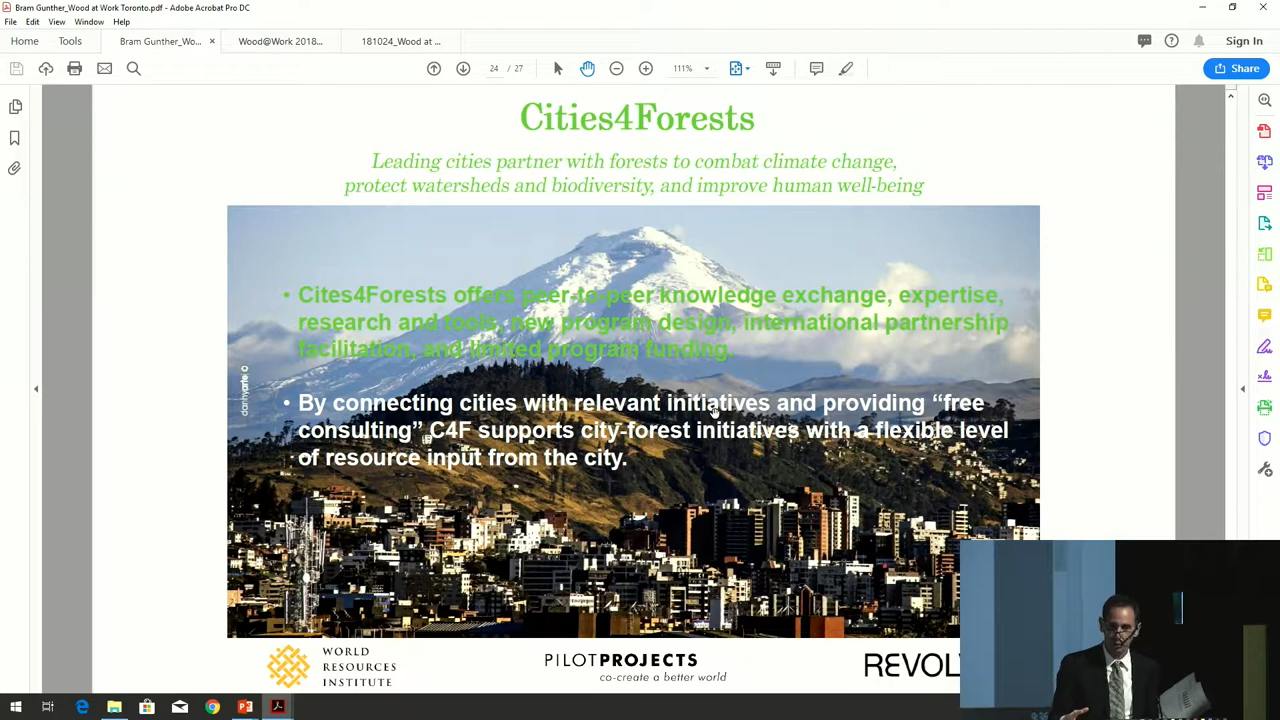 Bram Gunther_Wood at Work Toronto.pdf - Adobe Acrobat Pro DC
File Edit View Window Help
Home Tools Bram Gunther_Wo... × Wood@Work 2018... 181024_Wood at ... Sign In
24 / 27 111% Share
Cities4Forests
Leading cities partner with forests to combat climate change,
protect watersheds and biodiversity, and improve human well-being
• Cites4Forests offers peer-to-peer knowledge exchange, expertise,
research and tools, new program design, international partnership
facilitation, and limited program funding.
• By connecting cities with relevant initiatives and providing “free
consulting” C4F supports city-forest initiatives with a flexible level
of resource input from the city.
danhyarte ©
WORLD
RESOURCES
INSTITUTE
PILOTPROJECTS
co-create a better world
REVOL